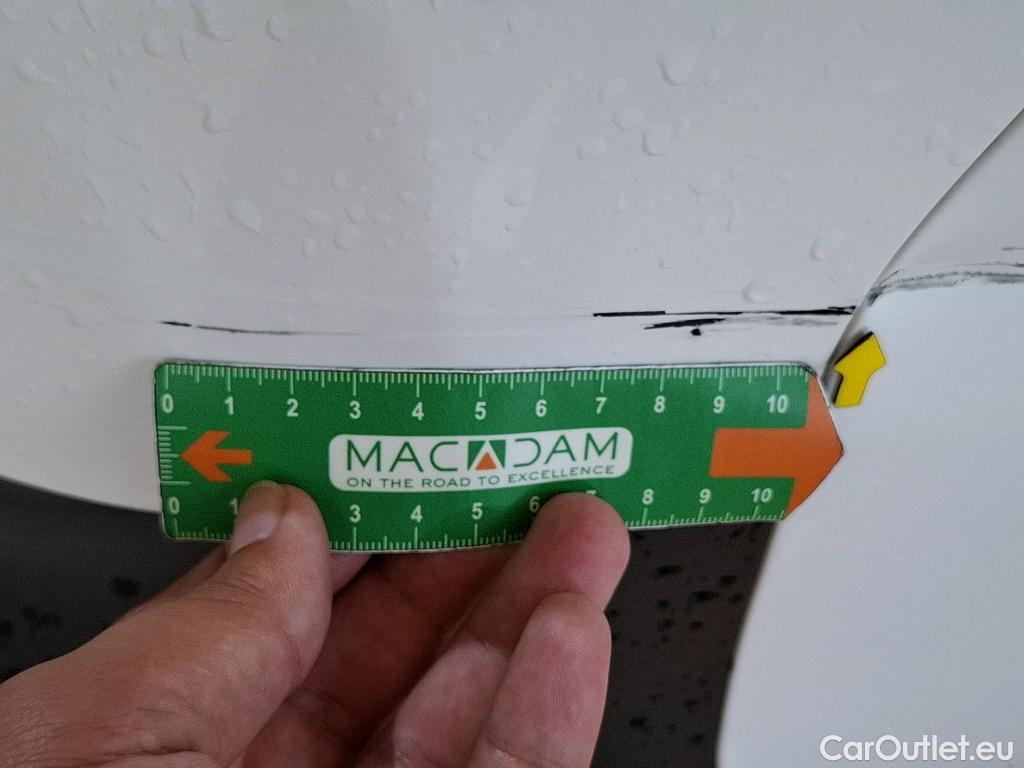 0 1 2 3 4 5 6 7 8 9 10
MACADAM
ON THE ROAD TO EXCELLENCE
0 1 3 4 5 6 7 8 9 10
CarOutlet.eu